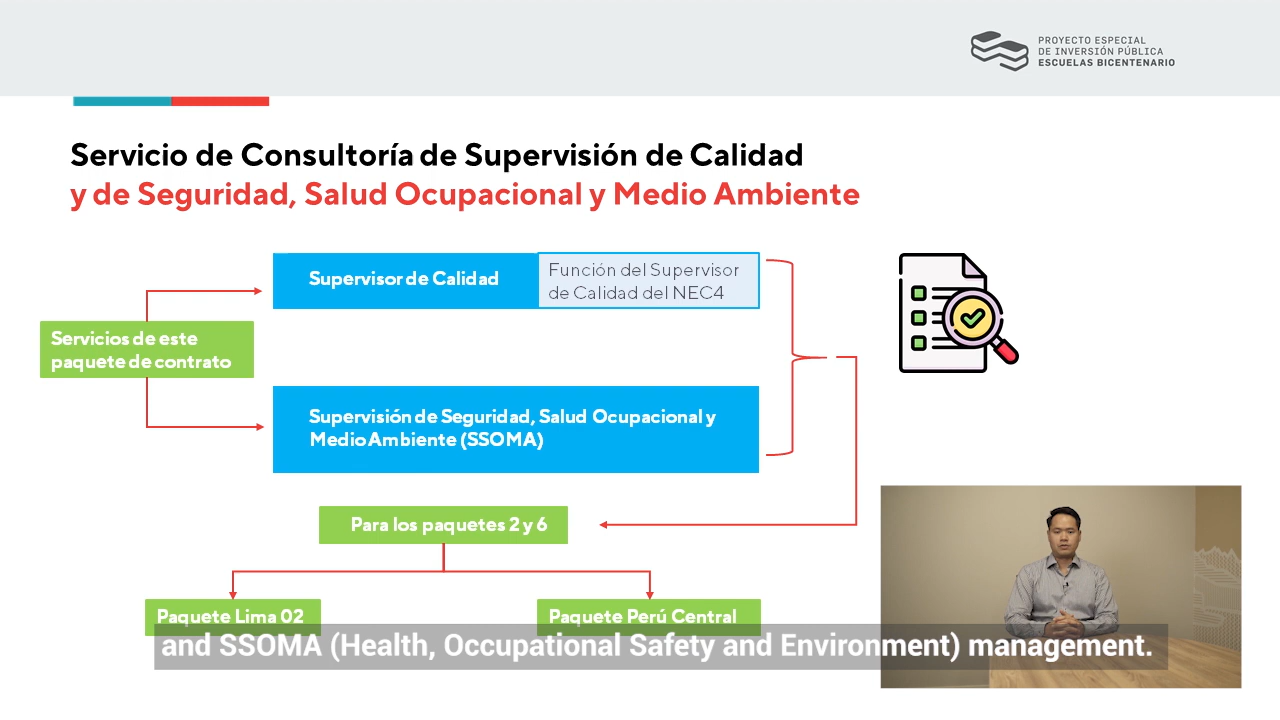 PROYECTO ESPECIAL
DE INVERSIÓN PÚBLICA
ESCUELAS BICENTENARIO
Servicio de Consultoría de Supervisión de Calidad
y de Seguridad, Salud Ocupacional y Medio Ambiente
Supervisor de Calidad
Función del Supervisor
de Calidad del NEC4
Servicios de este
paquete de contrato
Supervisión de Seguridad, Salud Ocupacional y
Medio Ambiente (SSOMA)
Para los paquetes 2 y 6
Paquete Lima 02
Paquete Perú Central
and SSOMA (Health, Occupational Safety and Environment) management.